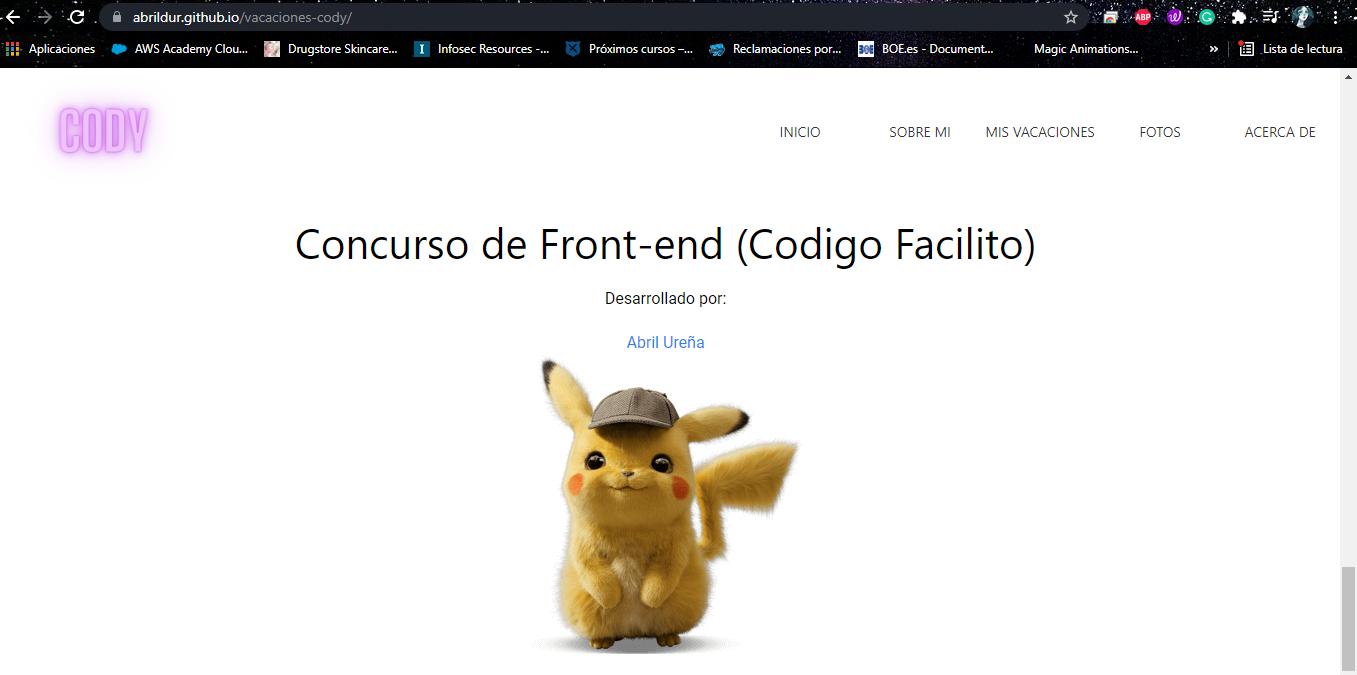 abrildur.github.io/vacaciones-cody/
ABP
Aplicaciones AWS Academy Clou... Drugstore Skincare... I Infosec Resources -... Próximos cursos –... Reclamaciones por... BOE BOE.es - Document... Magic Animations... » Lista de lectura
CODY INICIO SOBRE MI MIS VACACIONES FOTOS ACERCA DE
Concurso de Front-end (Codigo Facilito)
Desarrollado por:
Abril Ureña